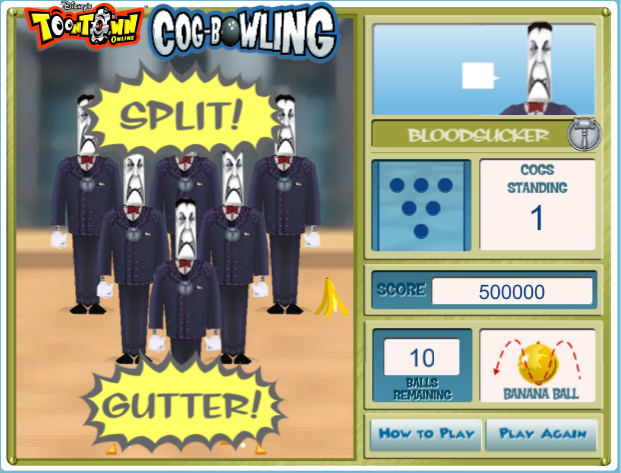 Disney's
TOONTOWN
ONLINE
COG-BOWLING
SPLIT!
GUTTER!
BLOODSUCKER
COGS
STANDING
1
SCORE 500000
10
BALLS
REMAINING
BANANA BALL
HOW TO PLAY
PLAY AGAIN